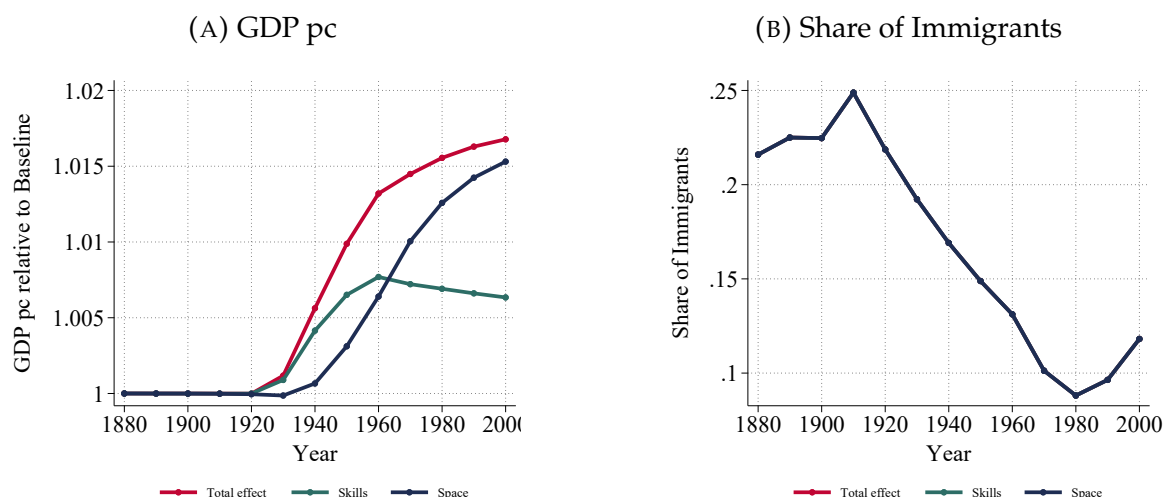 (A) GDP pc
GDP pc relative to Baseline
1.02
1.015
1.01
1.005
1
1880 1900 1920 1940 1960 1980 2000
Year
Total effect Skills Space
(B) Share of Immigrants
Share of Immigrants
.25
.2
.15
.1
1880 1900 1920 1940 1960 1980 2000
Year
Total effect Skills Space